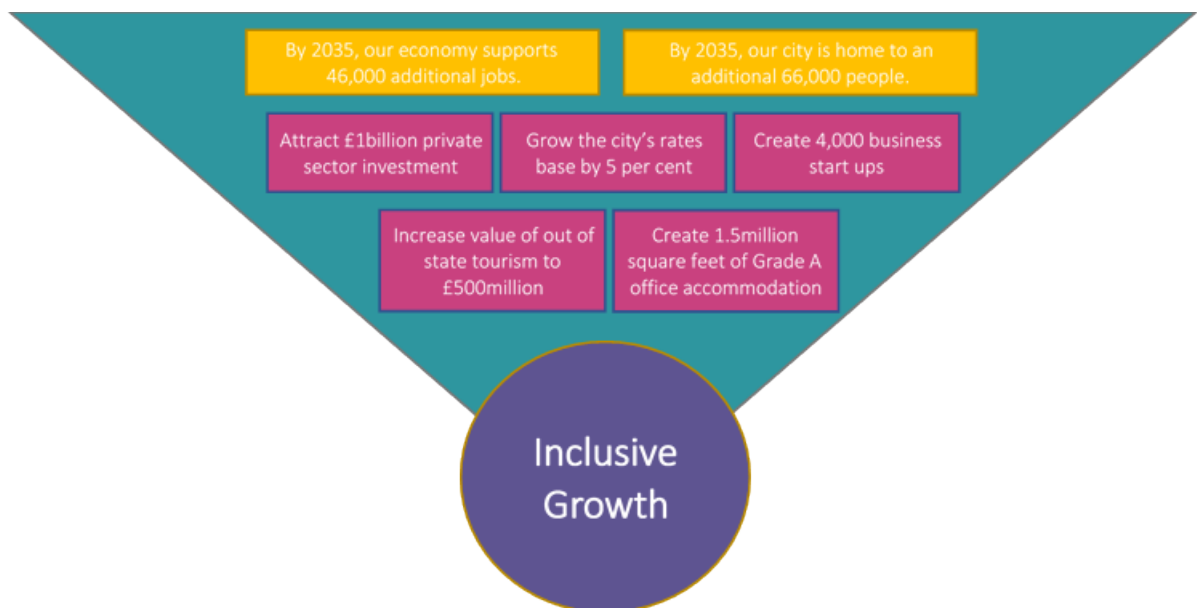 By 2035, our economy supports
46,000 additional jobs.
By 2035, our city is home to an
additional 66,000 people.
Attract £1billion private
sector investment
Grow the city’s rates
base by 5 per cent
Create 4,000 business
start ups
Increase value of out of
state tourism to
£500million
Create 1.5million
square feet of Grade A
office accommodation
Inclusive
Growth